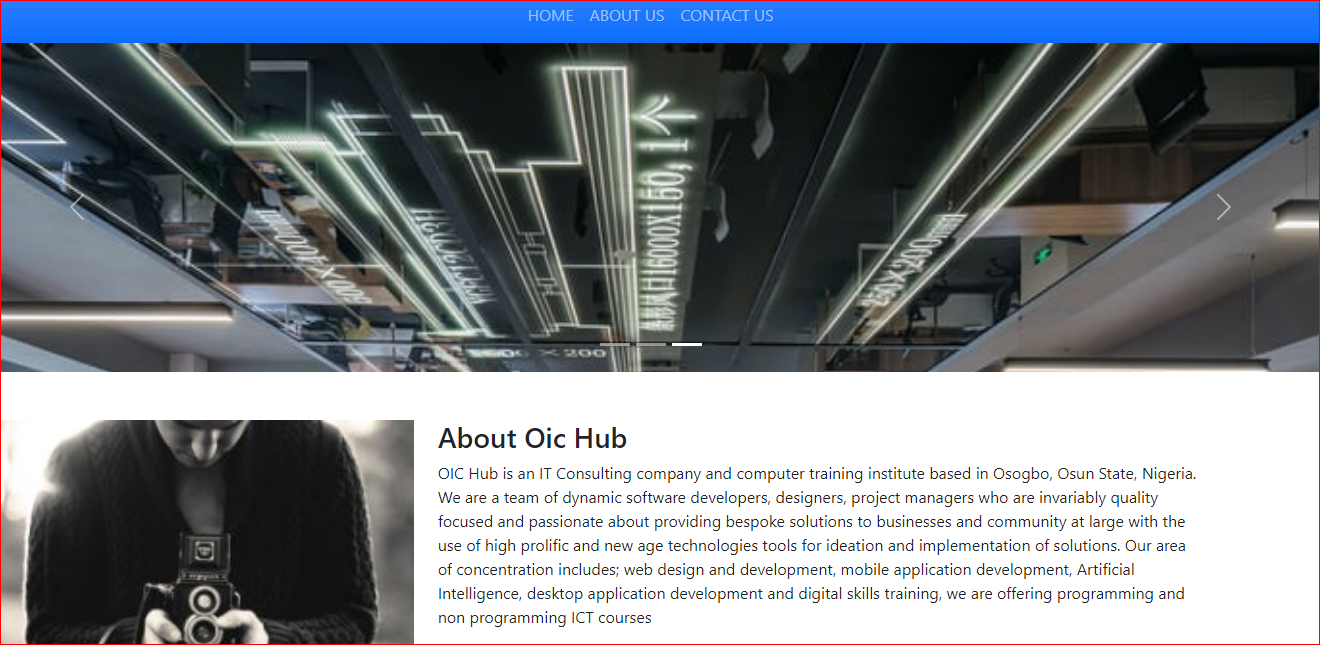 HOME ABOUT US CONTACT US
About Oic Hub
OIC Hub is an IT Consulting company and computer training institute based in Osogbo, Osun State, Nigeria.
We are a team of dynamic software developers, designers, project managers who are invariably quality
focused and passionate about providing bespoke solutions to businesses and community at large with the
use of high prolific and new age technologies tools for ideation and implementation of solutions. Our area
of concentration includes; web design and development, mobile application development, Artificial
Intelligence, desktop application development and digital skills training, we are offering programming and
non programming ICT courses